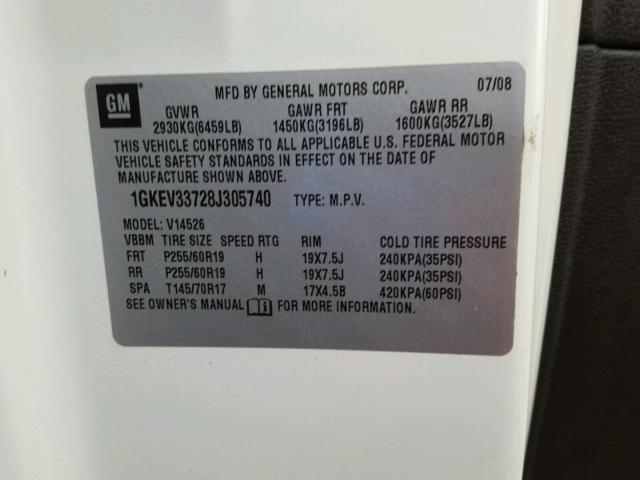 GM
MFD BY GENERAL MOTORS CORP. 07/08
GVWR GAWR FRT GAWR RR
2930KG(6459LB) 1450KG(3196LB) 1600KG(3527LB)
THIS VEHICLE CONFORMS TO ALL APPLICABLE U.S. FEDERAL MOTOR
VEHICLE SAFETY STANDARDS IN EFFECT ON THE DATE OF
MANUFACTURE SHOWN ABOVE.
1GKEV33728J305740 TYPE: M.P.V.
MODEL: V14526
VBBM TIRE SIZE SPEED RTG RIM COLD TIRE PRESSURE
FRT P255/60R19 H 19X7.5J 240KPA(35PSI)
RR P255/60R19 H 19X7.5J 240KPA(35PSI)
SPA T145/70R17 M 17X4.5B 420KPA(60PSI)
SEE OWNER'S MANUAL FOR MORE INFORMATION.